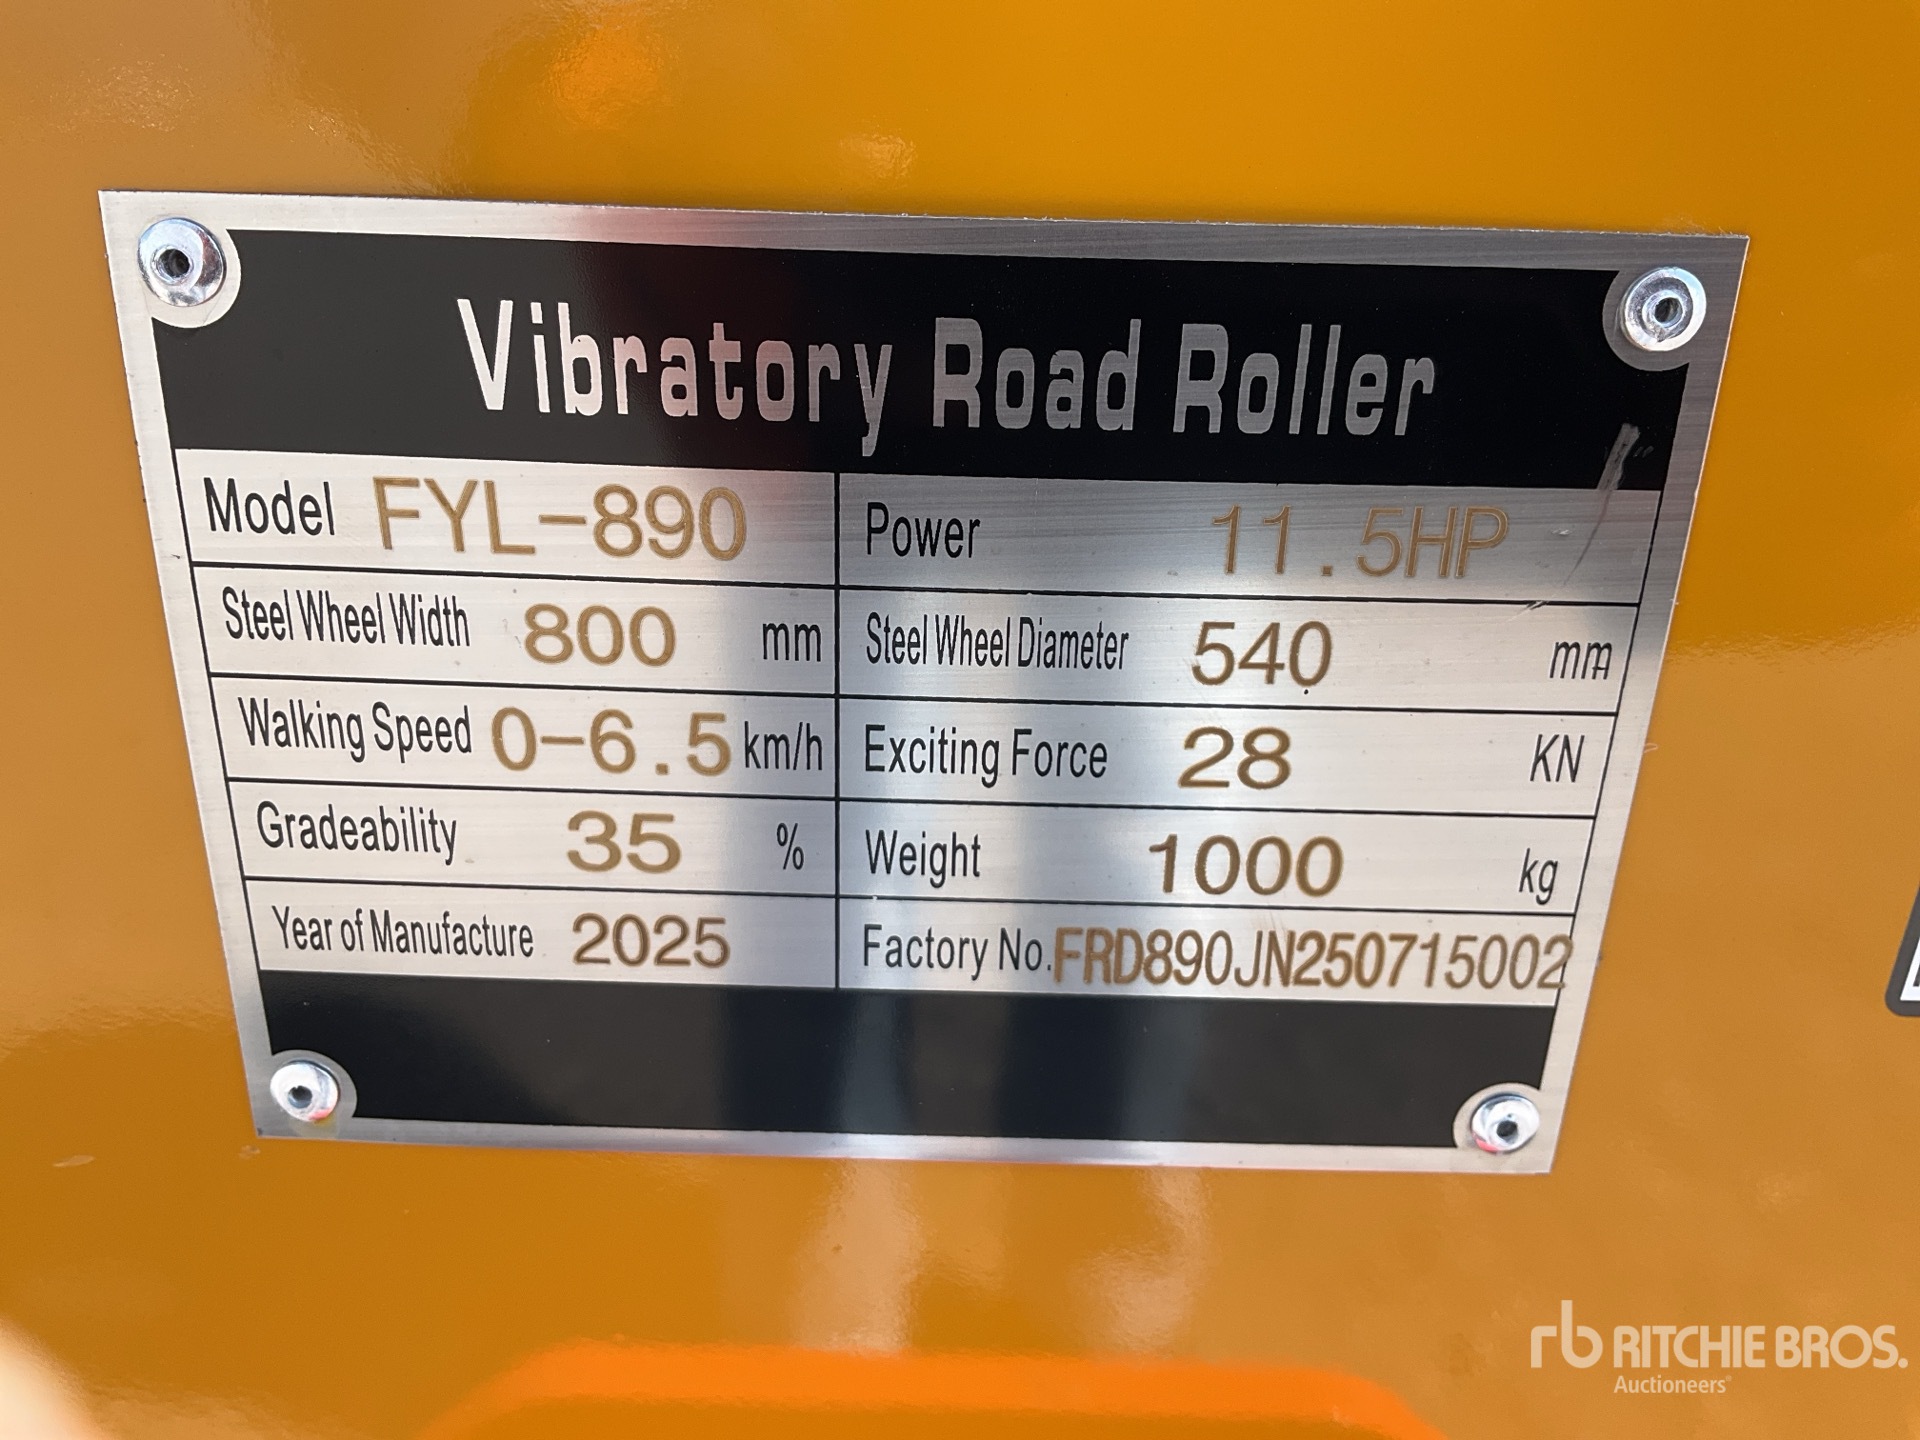 Vibratory Road Roller
Model FYL-890 Power 11.5HP
Steel Wheel Width 800 mm Steel Wheel Diameter 540 mm
Walking Speed 0-6.5 km/h Exciting Force 28 KN
Gradeability 35 % Weight 1000 kg
Year of Manufacture 2025 Factory No. FRD890JN250715002
rb RITCHIE BROS.
Auctioneers